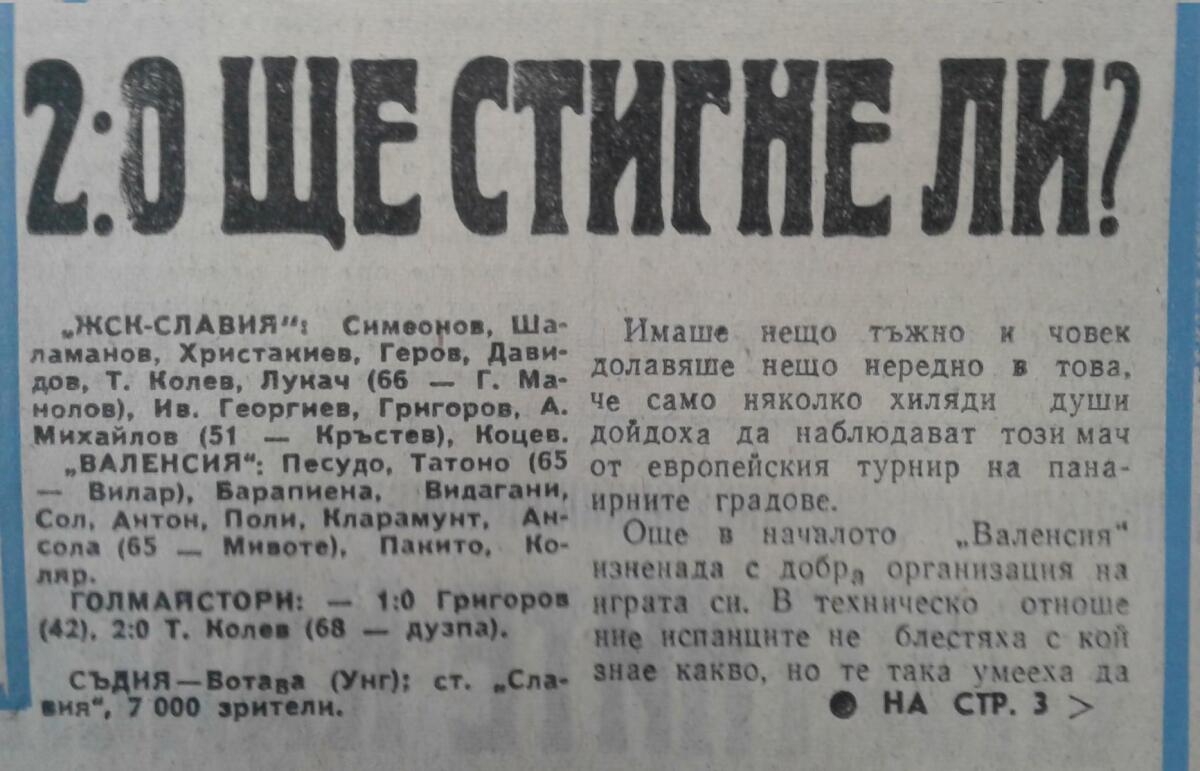 2:0 ЩЕ СТИГНЕ ЛИ?
„ЖСК-СЛАВИЯ“: Симеонов, Ша-
ламанов, Христакиев, Геров, Дави-
дов, Т. Колев, Лукач (66 — Г. Ма-
нолов), Ив. Георгиев, Григоров, А.
Михайлов (51 — Кръстев), Коцев.
„ВАЛЕНСИЯ“: Песудо, Татоно (65
— Вилар), Барапиена, Видагани,
Сол, Антон, Поли, Кларамунт, Ан-
сола (65 — Мивоте), Пакито, Ко-
ляр.
ГОЛМАЙСТОРИ: — 1:0 Григоров
(42), 2:0 Т. Колев (68 — дузпа).
СЪДИЯ — Вотава (Унг); ст. „Сла-
вия“, 7 000 зрители.
Имаше нещо тъжно и човек
долавяше нещо нередно в това,
че само няколко хиляди души
дойдоха да наблюдават този мач
от европейския турнир на пана-
ирните градове.
Още в началото „Валенсия“
изненада с добра организация на
играта си. В техническо отноше
ние испанците не блестяха с кой
знае какво, но те така умееха да
● НА СТР. 3 >